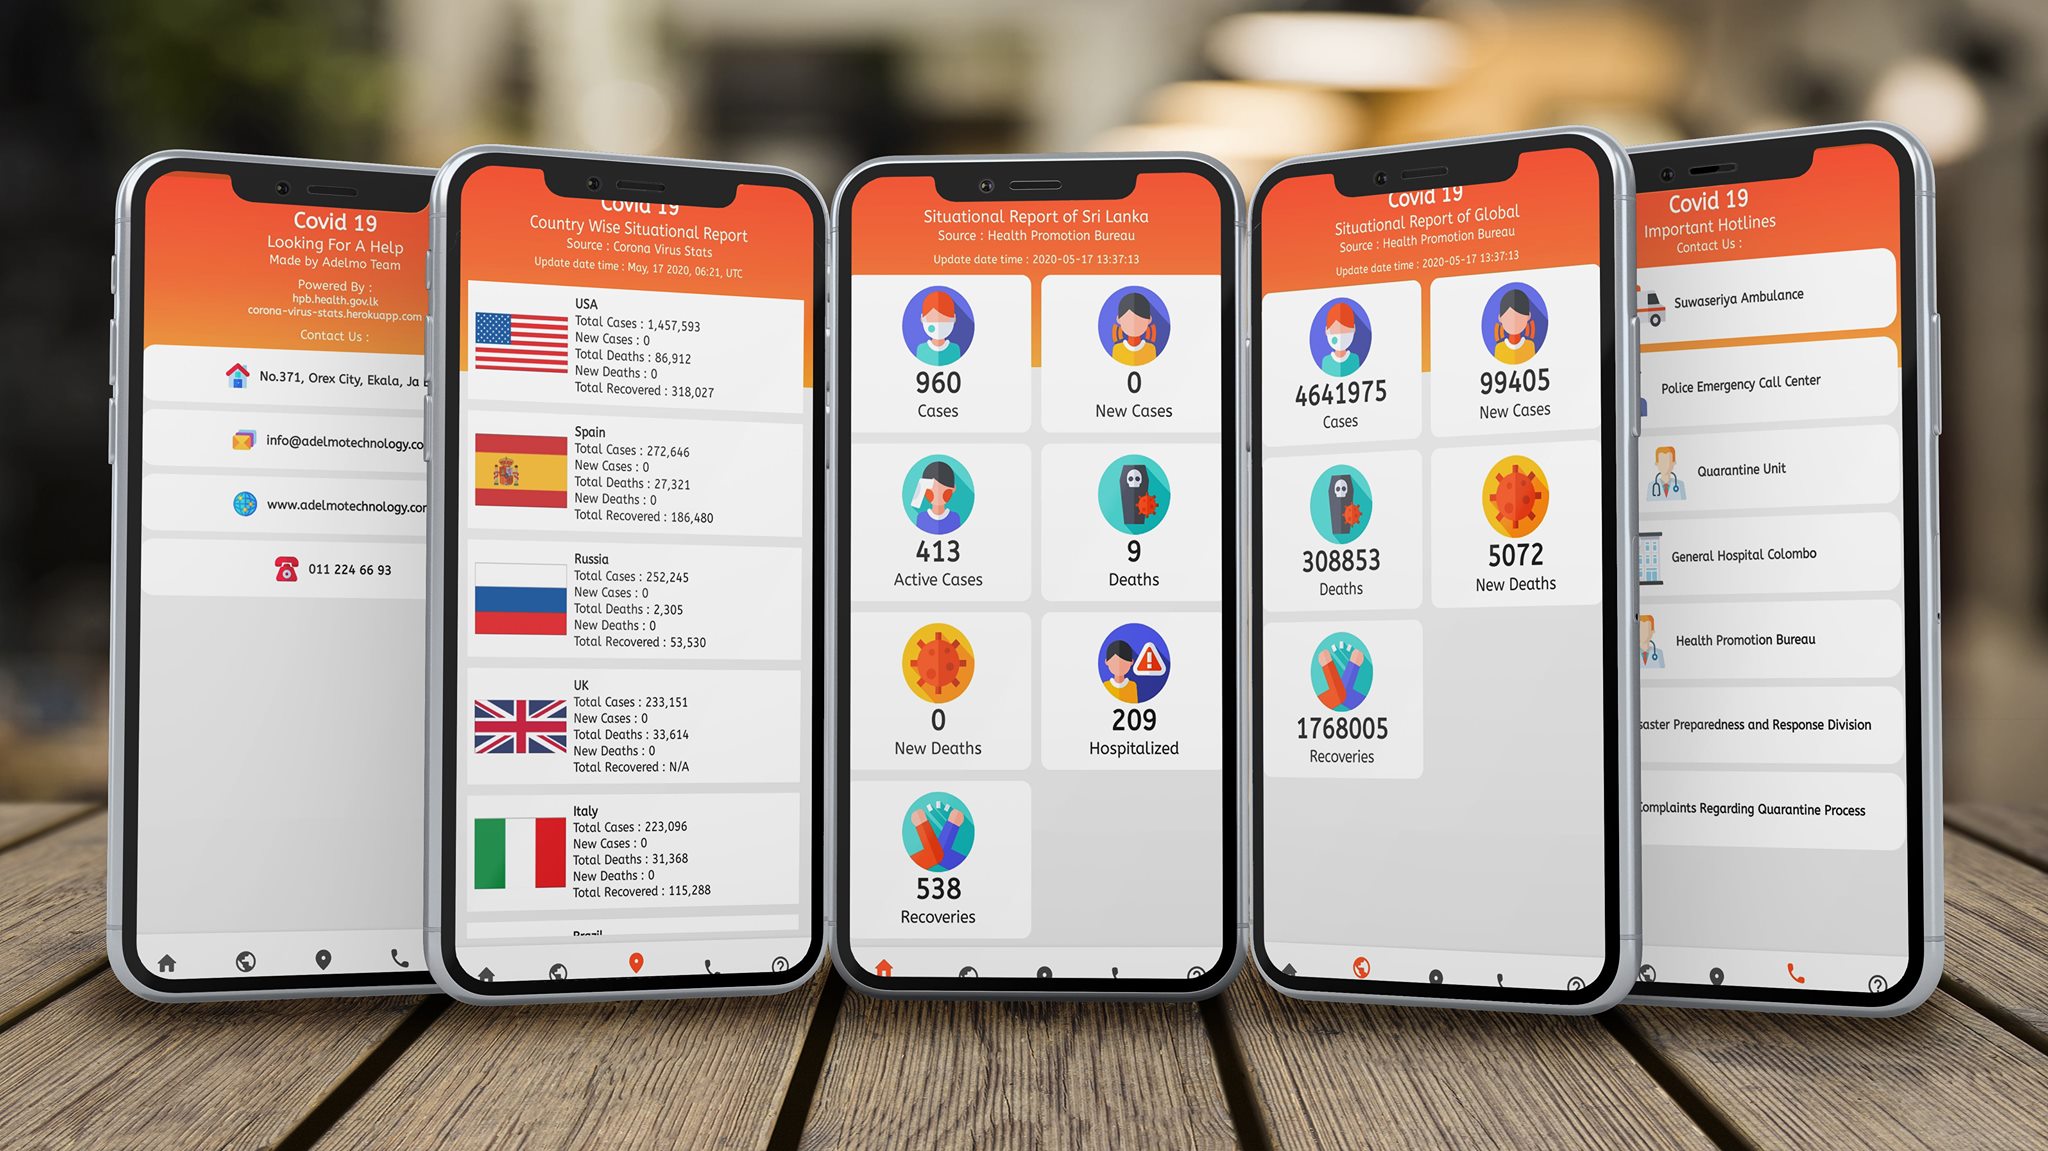 Covid 19
Looking For A Help
Made by Adelmo Team
Powered By :
hpb.health.gov.lk
corona-virus-stats.herokuapp.com
Contact Us :
No.371, Orex City, Ekala, Ja
info@adelmotechnology.co
www.adelmotechnology.com
011 224 66 93
Covid 19
Country Wise Situational Report
Source : Corona Virus Stats
Update date time : May, 17 2020, 06:21, UTC
USA
Total Cases : 1,457,593
New Cases : 0
Total Deaths : 86,912
New Deaths : 0
Total Recovered : 318,027
Spain
Total Cases : 272,646
New Cases : 0
Total Deaths : 27,321
New Deaths : 0
Total Recovered : 186,480
Russia
Total Cases : 252,245
New Cases : 0
Total Deaths : 2,305
New Deaths : 0
Total Recovered : 53,530
UK
Total Cases : 233,151
New Cases : 0
Total Deaths : 33,614
New Deaths : 0
Total Recovered : N/A
Italy
Total Cases : 223,096
New Cases : 0
Total Deaths : 31,368
New Deaths : 0
Total Recovered : 115,288
Brazil
Situational Report of Sri Lanka
Source : Health Promotion Bureau
Update date time : 2020-05-17 13:37:13
960
Cases
0
New Cases
413
Active Cases
9
Deaths
0
New Deaths
209
Hospitalized
538
Recoveries
Covid 19
Situational Report of Global
Source : Health Promotion Bureau
Update date time : 2020-05-17 13:37:13
4641975
Cases
99405
New Cases
308853
Deaths
5072
New Deaths
1768005
Recoveries
Covid 19
Important Hotlines
Contact Us :
Suwaseriya Ambulance
Police Emergency Call Center
Quarantine Unit
General Hospital Colombo
Health Promotion Bureau
saster Preparedness and Response Division
Complaints Regarding Quarantine Process